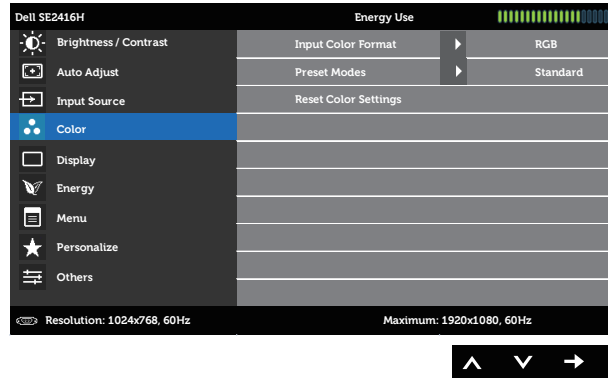 Dell SE2416H Energy Use
Brightness / Contrast Input Color Format RGB
Auto Adjust Preset Modes Standard
Input Source Reset Color Settings
Color
Display
Energy
Menu
Personalize
Others
Resolution: 1024x768, 60Hz Maximum: 1920x1080, 60Hz